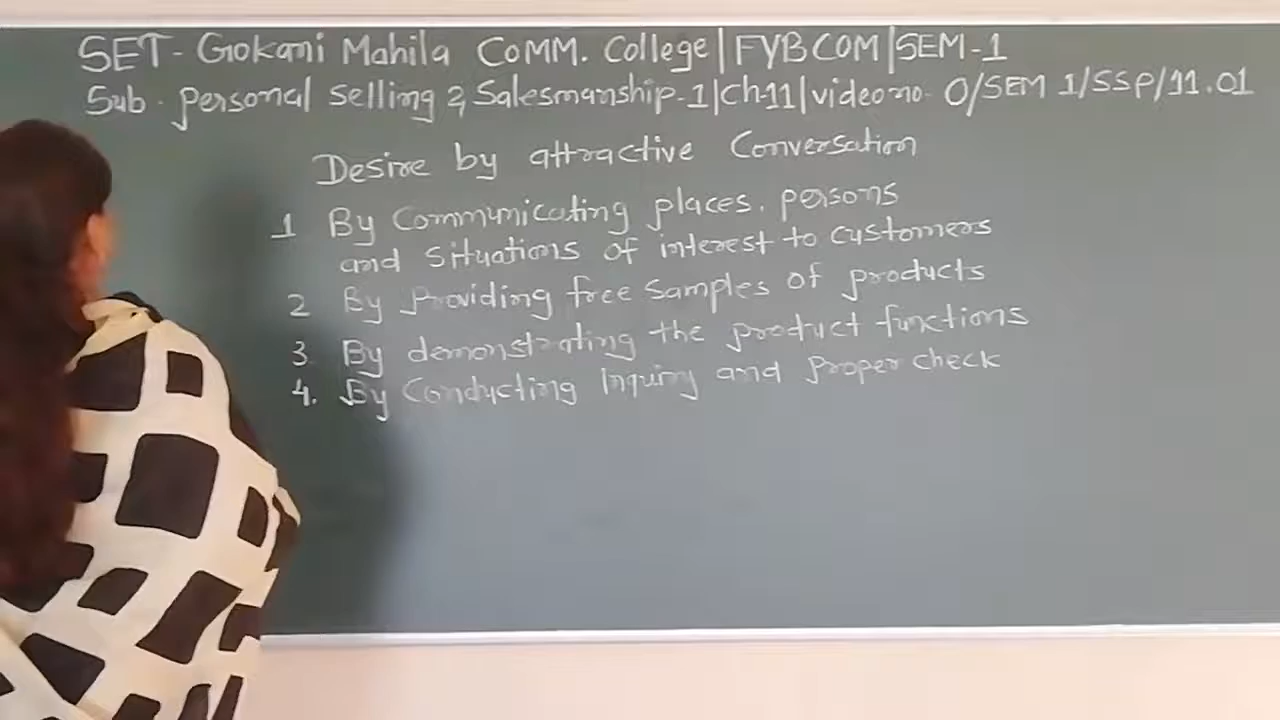 SET - Gokani Mahila COMM. College | FYBCOM | SEM-1
Sub. personal selling & Salesmanship-1 | Ch-11 | video no. O/SEM 1/SSP/11.01
Desire by attractive Conversation
1 By Communicating places, persons
and situations of interest to customers
2 By Providing free samples of products
3. By demonstrating the product functions
4. By Conducting Inquiry and Proper check